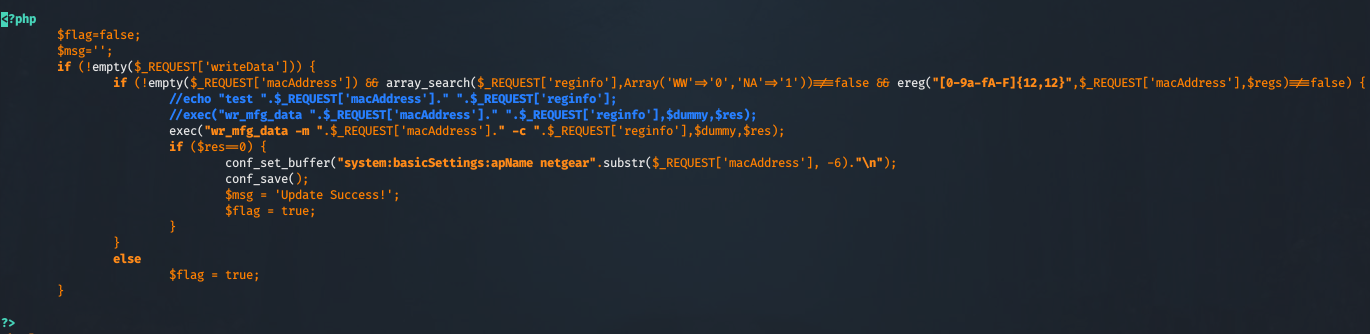 <?php
$flag=false;
$msg='';
if (!empty($_REQUEST['writeData'])) {
if (!empty($_REQUEST['macAddress']) && array_search($_REQUEST['reginfo'],Array('WW'=>'0','NA'=>'1'))!==false && ereg("[0-9a-fA-F]{12,12}",$_REQUEST['macAddress'],$regs)!==false) {
//echo "test ".$_REQUEST['macAddress']." ".$_REQUEST['reginfo'];
//exec("wr_mfg_data ".$_REQUEST['macAddress']." ".$_REQUEST['reginfo'],$dummy,$res);
exec("wr_mfg_data -m ".$_REQUEST['macAddress']." -c ".$_REQUEST['reginfo'],$dummy,$res);
if ($res==0) {
conf_set_buffer("system:basicSettings:apName netgear".substr($_REQUEST['macAddress'], -6)."\n");
conf_save();
$msg = 'Update Success!';
$flag = true;
}
}
else
$flag = true;
}
?>